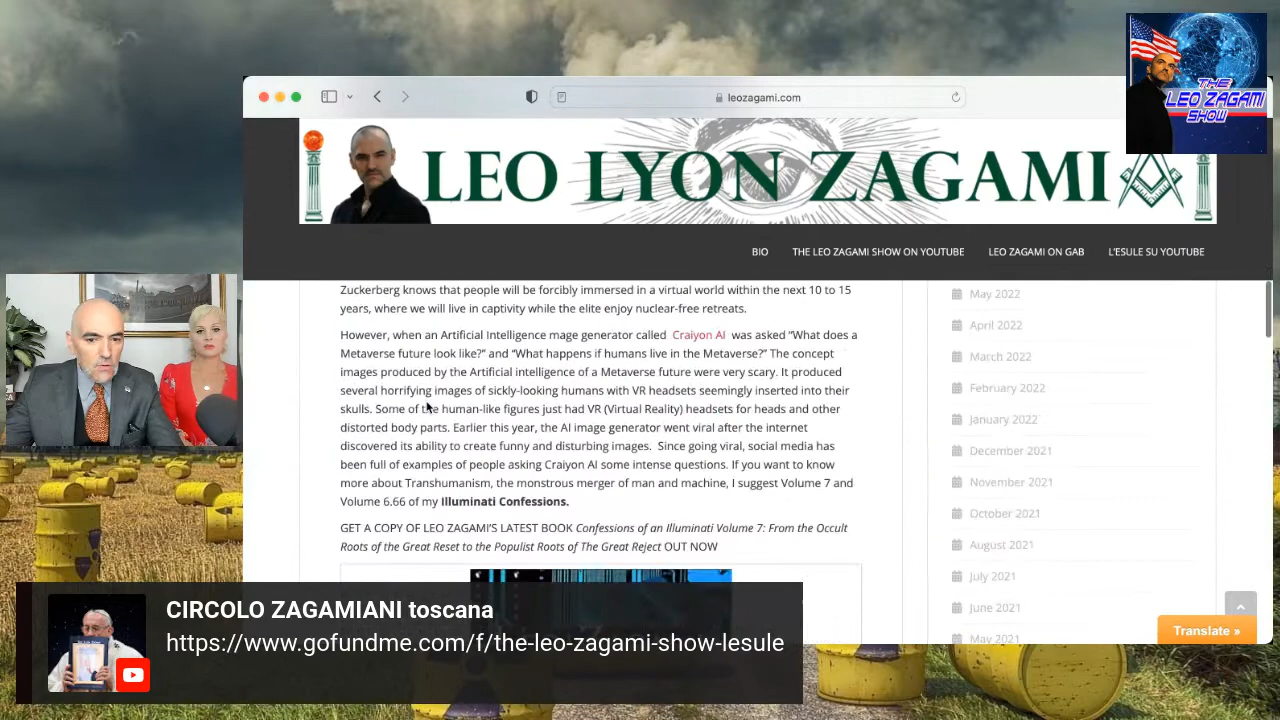 THE
LEO ZAGAMI
SHOW
leozagami.com
LEO LYON ZAGAMI
BIO
THE LEO ZAGAMI SHOW ON YOUTUBE
LEO ZAGAMI ON GAB
L'ESULE SU YOUTUBE
Zuckerberg knows that people will be forcibly immersed in a virtual world within the next 10 to 15
years, where we will live in captivity while the elite enjoy nuclear-free retreats.
However, when an Artificial Intelligence mage generator called Craiyon AI was asked “What does a
Metaverse future look like?” and “What happens if humans live in the Metaverse?” The concept
images produced by the Artificial intelligence of a Metaverse future were very scary. It produced
several horrifying images of sickly-looking humans with VR headsets seemingly inserted into their
skulls. Some of the human-like figures just had VR (Virtual Reality) headsets for heads and other
distorted body parts. Earlier this year, the AI image generator went viral after the internet
discovered its ability to create funny and disturbing images. Since going viral, social media has
been full of examples of people asking Craiyon AI some intense questions. If you want to know
more about Transhumanism, the monstrous merger of man and machine, I suggest Volume 7 and
Volume 6.66 of my Illuminati Confessions.
GET A COPY OF LEO ZAGAMI’S LATEST BOOK Confessions of an Illuminati Volume 7: From the Occult
Roots of the Great Reset to the Populist Roots of The Great Reject OUT NOW
May 2022
April 2022
March 2022
February 2022
January 2022
December 2021
November 2021
October 2021
August 2021
July 2021
June 2021
May 2021
Translate »
CIRCOLO ZAGAMIANI toscana
https://www.gofundme.com/f/the-leo-zagami-show-lesule